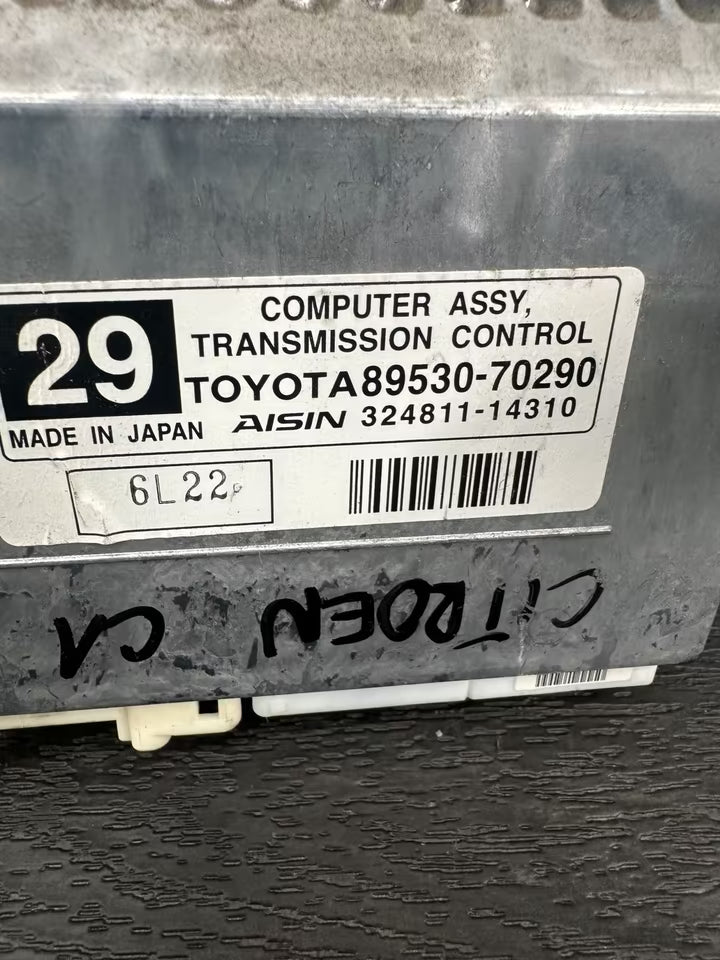 29
COMPUTER ASSY,
TRANSMISSION CONTROL
TOYOTA 89530-70290
MADE IN JAPAN
AISIN 324811-14310
6L22
CITROEN C1